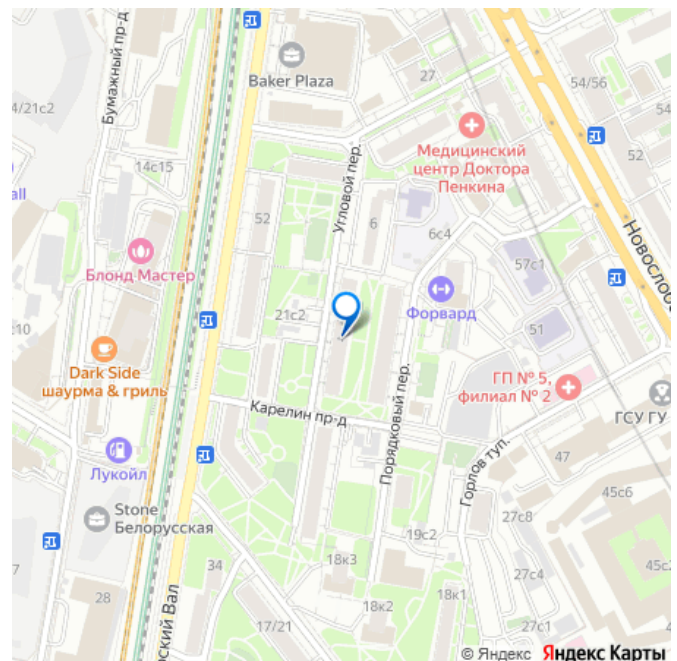 Бумажный пр-д
Baker Plaza
27
54/56
54/
4/21с2
Медицинский
центр Доктора
Пенкина
52
14с15
all
Угловой пер.
52
6
6с4
Новослоб
57с1
Блонд Мастер
Форвард
21с2
51
с10
Dark Side
шаурма & гриль
ГП № 5,
филиал № 2
ГСУ ГУ
Карелин пр-д
Порядковый пер.
Горлов туп.
47
Лукойл
45с6
Stone
Белорусская
27с8
19с2
7
34
18к3
45с2
28
рский Вал
17/21
18к2
18к1
27с4
27с1
© Яндекс Яндекс Карты